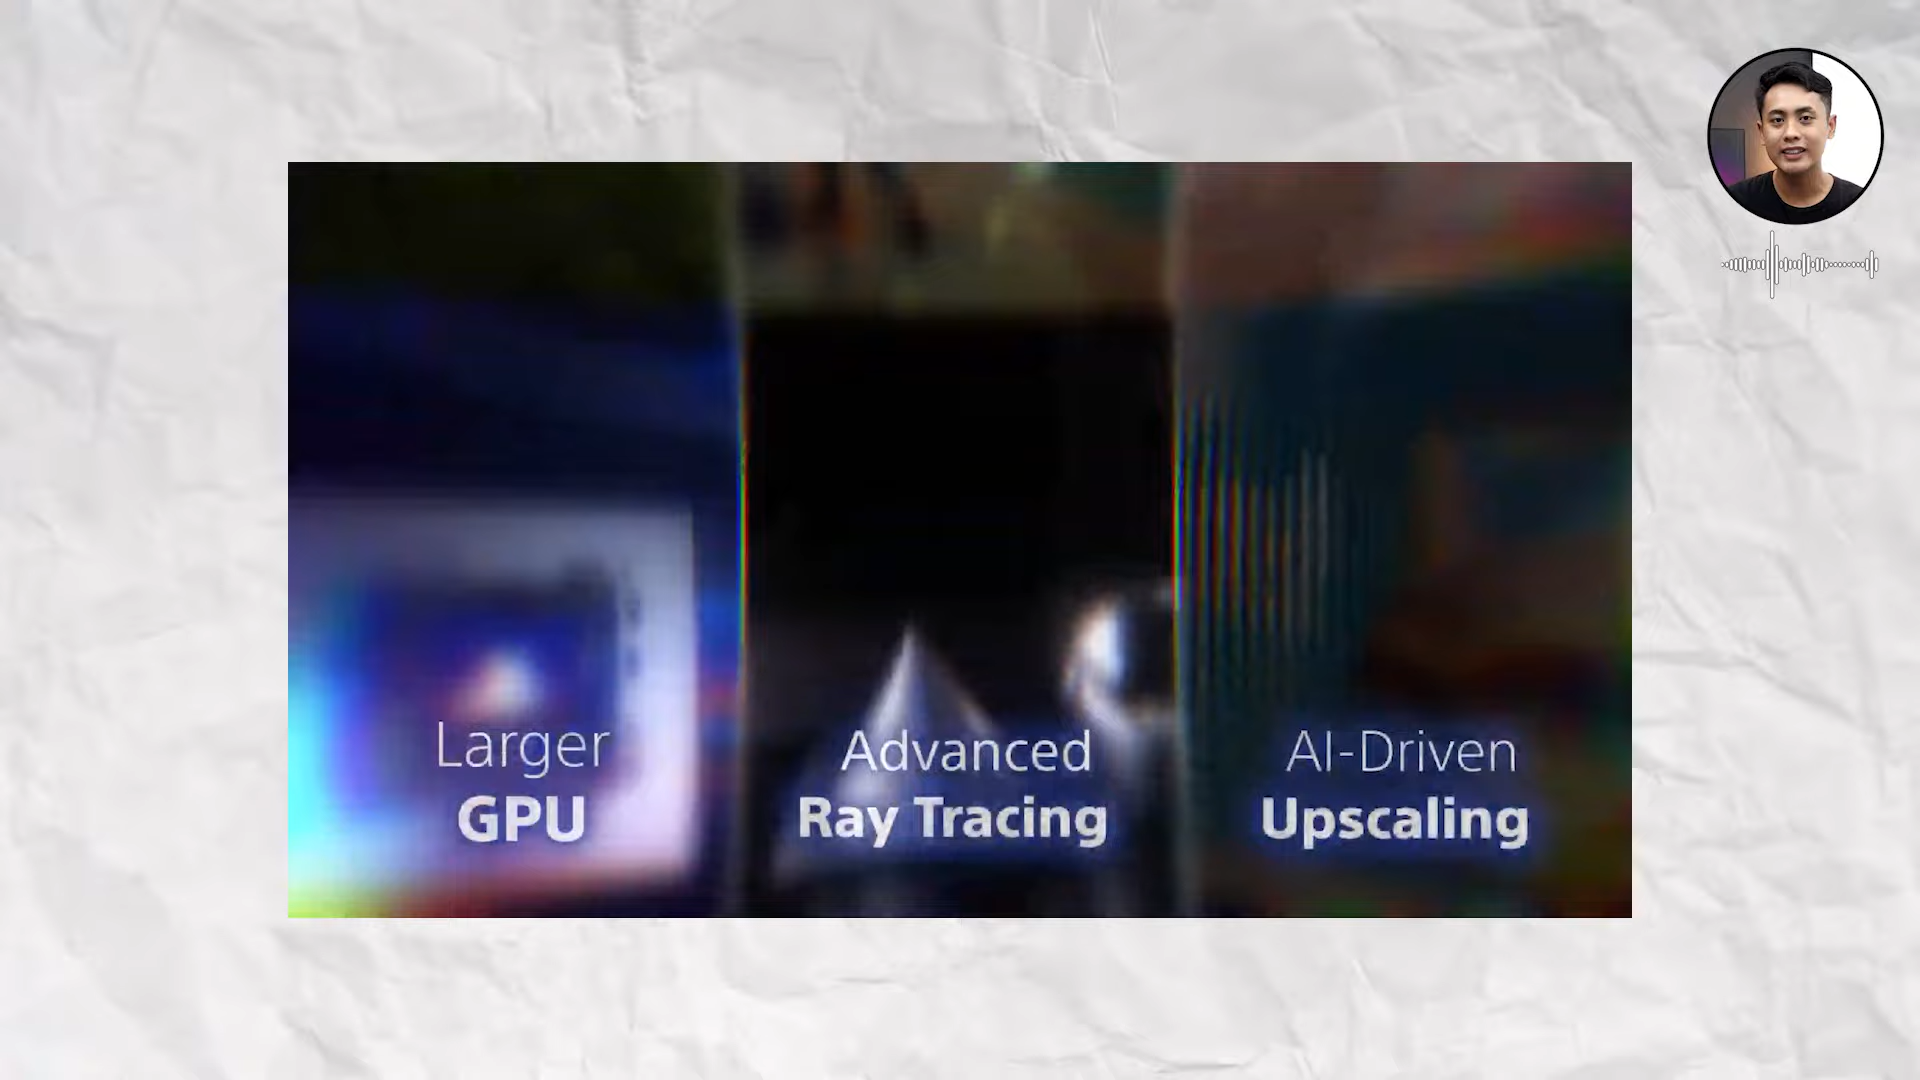 Larger
GPU
Advanced
Ray Tracing
AI-Driven
Upscaling